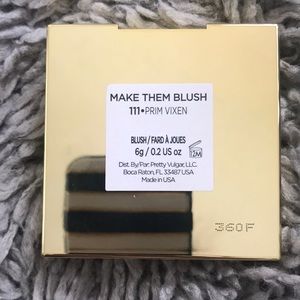 MAKE THEM BLUSH
111•PRIM VIXEN
BLUSH / FARD À JOUES
6g / 0.2 US oz
12M
Dist. By/Par: Pretty Vulgar, LLC.
Boca Raton, FL 33487 USA
Made in USA
360F